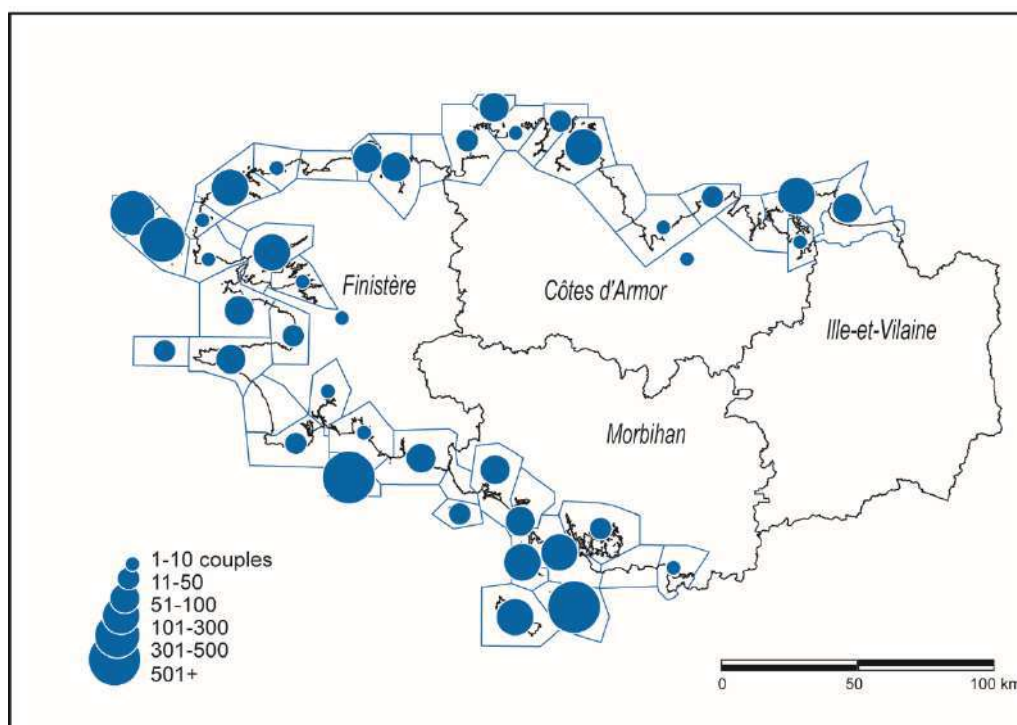 Finistère
Côtes d'Armor
Ille-et-Vilaine
Morbihan
1-10 couples
11-50
51-100
101-300
301-500
501+
0 50 100 km